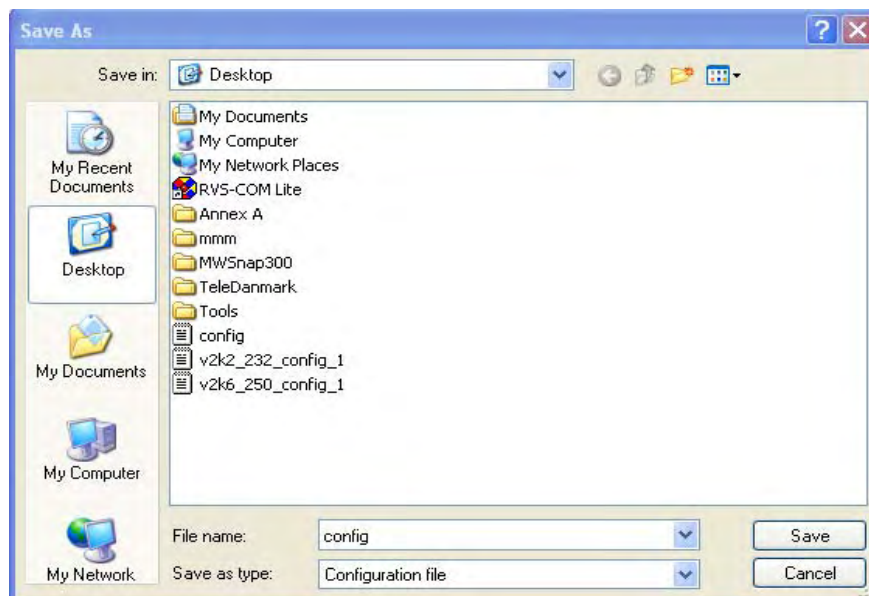 Save As
Save in:
Desktop
My Recent
Documents
Desktop
My Documents
My Computer
My Network
My Documents
My Computer
My Network Places
RVS-COM Lite
Annex A
mmm
MWSnap300
TeleDanmark
Tools
config
v2k2_232_config_1
v2k6_250_config_1
File name:
config
Save
Save as type:
Configuration file
Cancel